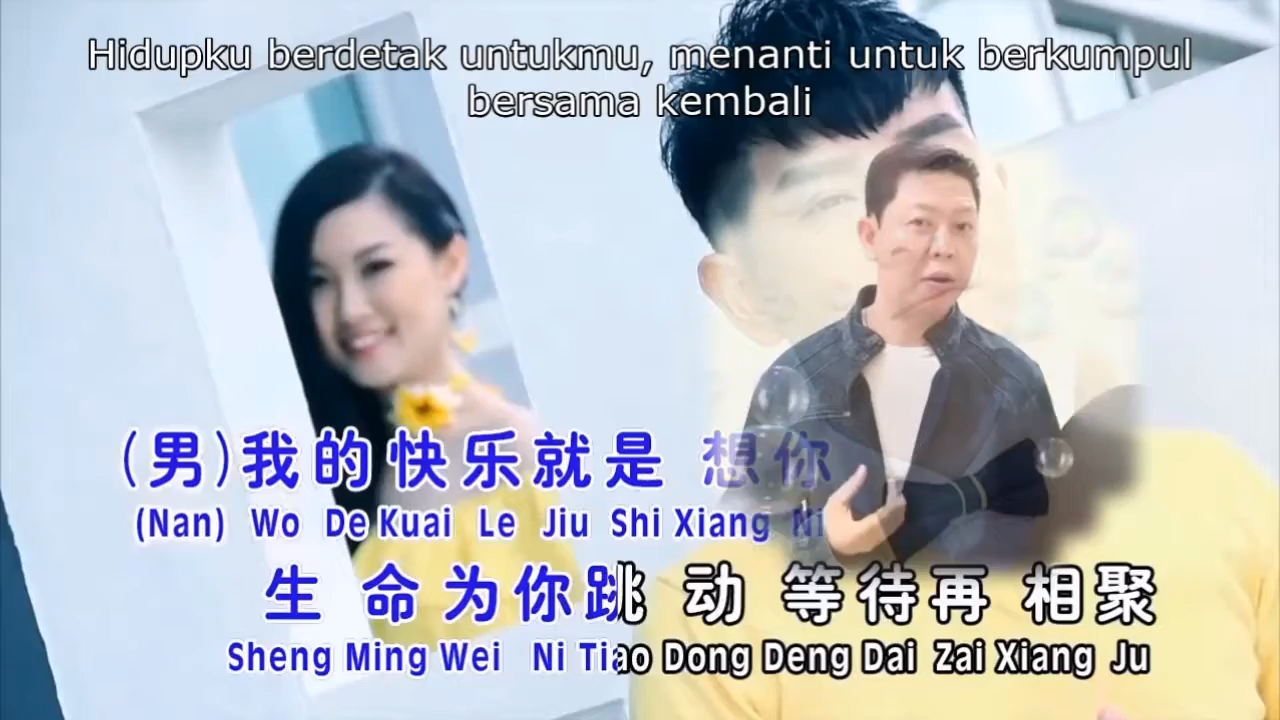 Hidupku berdetak untukmu, menanti untuk berkumpul
bersama kembali
(男)我的快乐就是 想你
(Nan) Wo De Kuai Le Jiu Shi Xiang Ni
生 命为你跳 动 等待再 相聚
Sheng Ming Wei Ni Tiao Dong Deng Dai Zai Xiang Ju